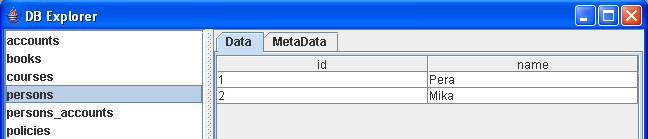 DB Explorer
accounts
books
courses
persons
persons_accounts
policies
Data MetaData
id name
1 Pera
2 Mika